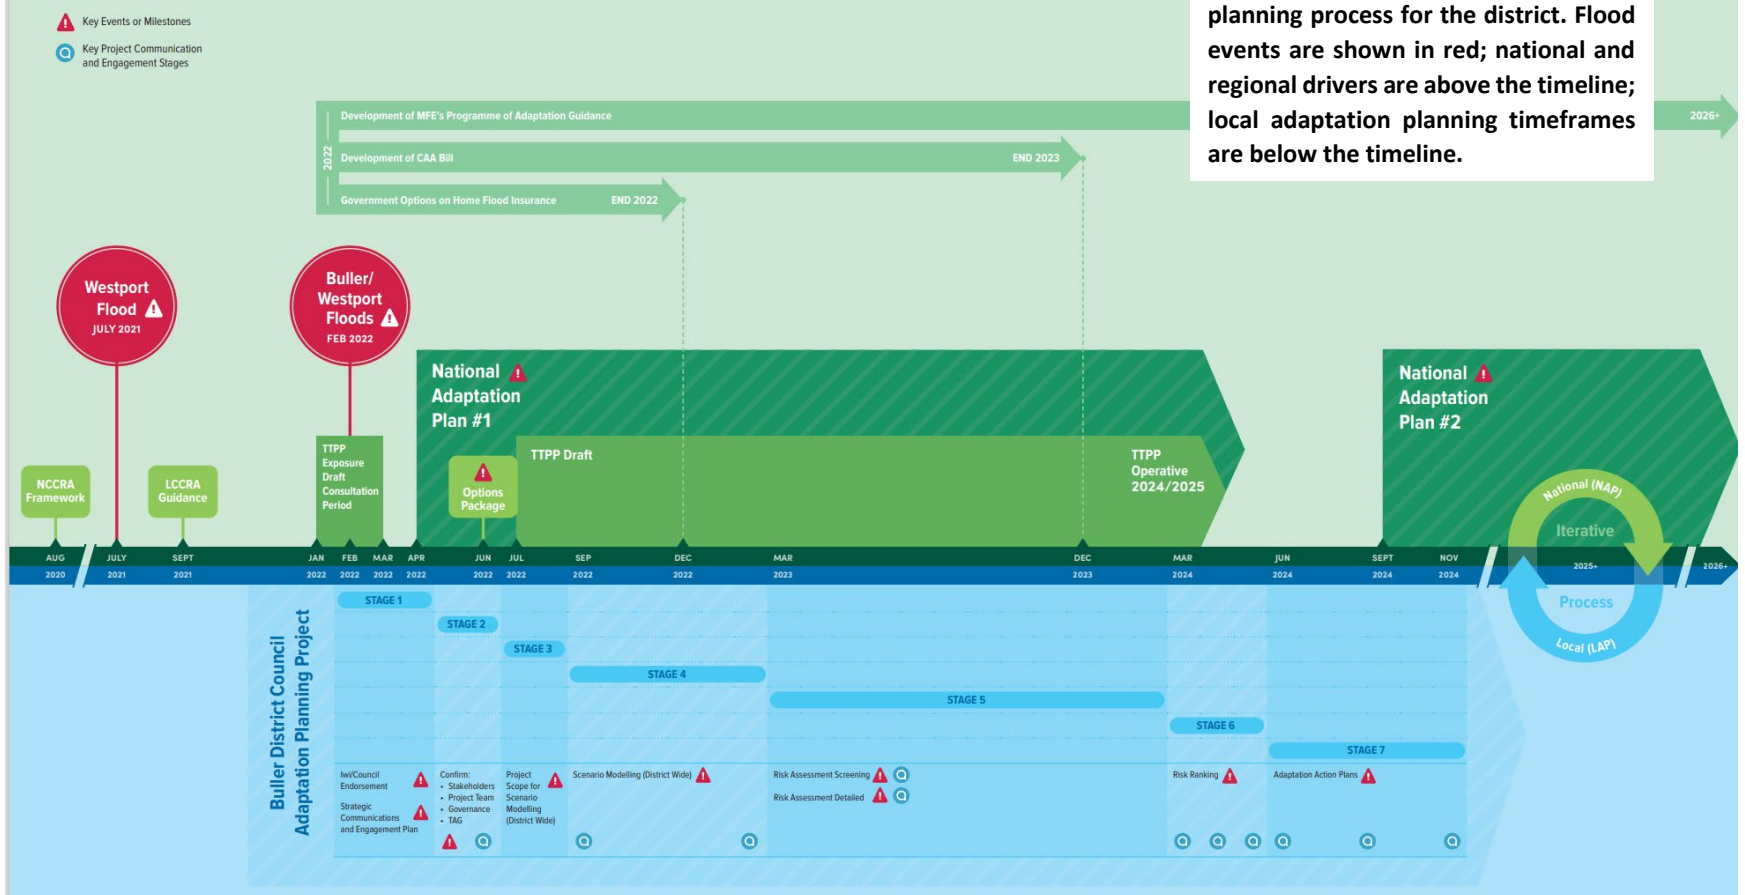 Key Events or Milestones
Key Project Communication
and Engagement Stages
planning process for the district. Flood
events are shown in red; national and
regional drivers are above the timeline;
local adaptation planning timeframes
are below the timeline.
2022
Development of MFE's Programme of Adaptation Guidance
2026+
Development of CAA Bill
END 2023
Government Options on Home Flood Insurance
END 2022
Westport
Flood
JULY 2021
Buller/
Westport
Floods
FEB 2022
National
Adaptation
Plan #1
National
Adaptation
Plan #2
NCCRA
Framework
LCCRA
Guidance
TTPP
Exposure
Draft
Consultation
Period
Options
Package
TTPP Draft
TTPP
Operative
2024/2025
National (NAP)
Iterative
Process
Local (LAP)
AUG JULY SEPT JAN FEB MAR APR JUN JUL SEP DEC MAR DEC MAR JUN SEPT NOV
2020 2021 2021 2022 2022 2022 2022 2022 2022 2022 2022 2023 2023 2024 2024 2024 2024 2025+ 2026+
Buller District Council
Adaptation Planning Project
STAGE 1
STAGE 2
STAGE 3
STAGE 4
STAGE 5
STAGE 6
STAGE 7
Iwi/Council
Endorsement
Strategic
Communications
and Engagement Plan
Confirm:
• Stakeholders
• Project Team
• Governance
• TAG
Project
Scope for
Scenario
Modelling
(District Wide)
Scenario Modelling (District Wide)
Risk Assessment Screening
Risk Assessment Detailed
Risk Ranking
Adaptation Action Plans